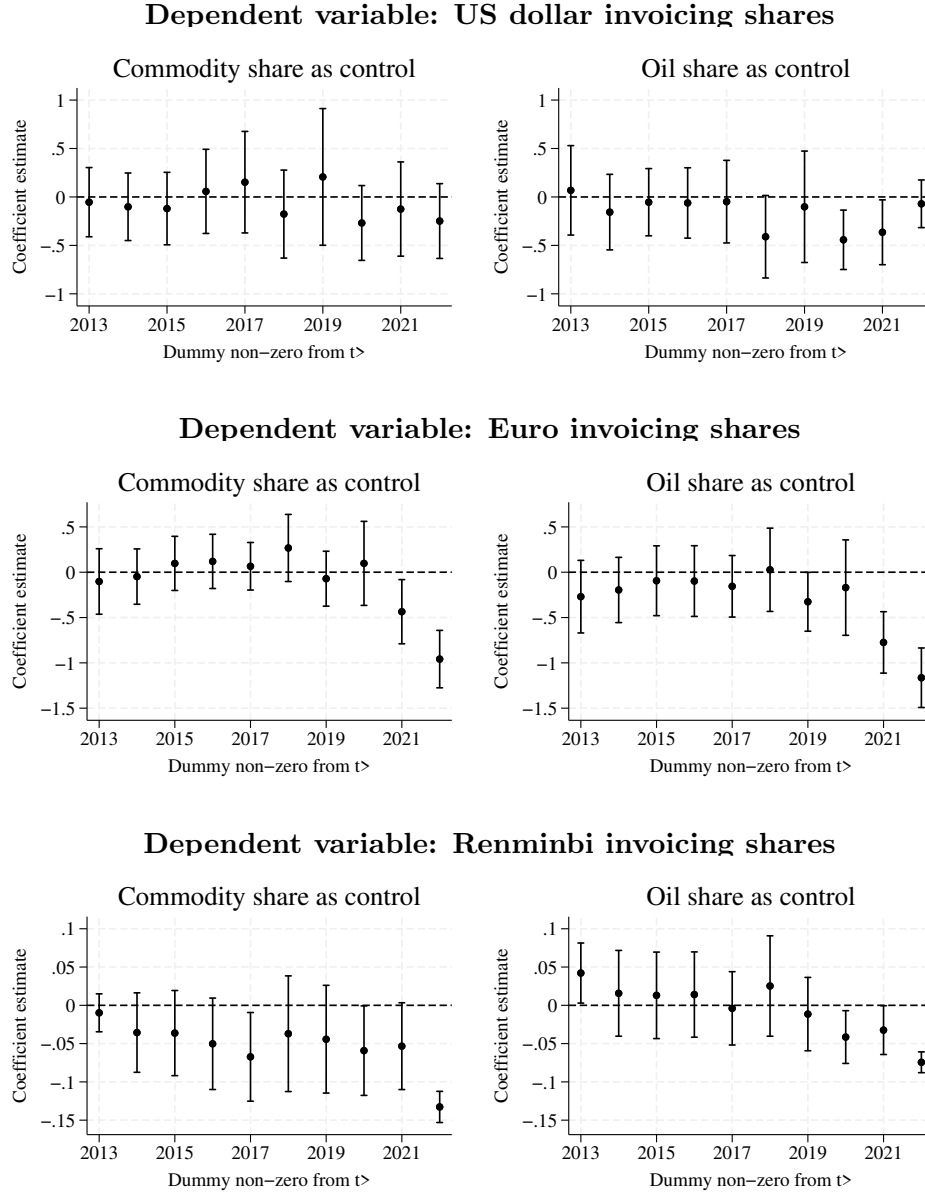 Dependent variable: US dollar invoicing shares
Commodity share as control
Oil share as control
Coefficient estimate
1
.5
0
−.5
−1
2013 2015 2017 2019 2021
Dummy non−zero from t>
Coefficient estimate
1
.5
0
−.5
−1
2013 2015 2017 2019 2021
Dummy non−zero from t>
Dependent variable: Euro invoicing shares
Commodity share as control
Oil share as control
Coefficient estimate
.5
0
−.5
−1
−1.5
2013 2015 2017 2019 2021
Dummy non−zero from t>
Coefficient estimate
.5
0
−.5
−1
−1.5
2013 2015 2017 2019 2021
Dummy non−zero from t>
Dependent variable: Renminbi invoicing shares
Commodity share as control
Oil share as control
Coefficient estimate
.1
.05
0
−.05
−.1
−.15
2013 2015 2017 2019 2021
Dummy non−zero from t>
Coefficient estimate
.1
.05
0
−.05
−.1
−.15
2013 2015 2017 2019 2021
Dummy non−zero from t>